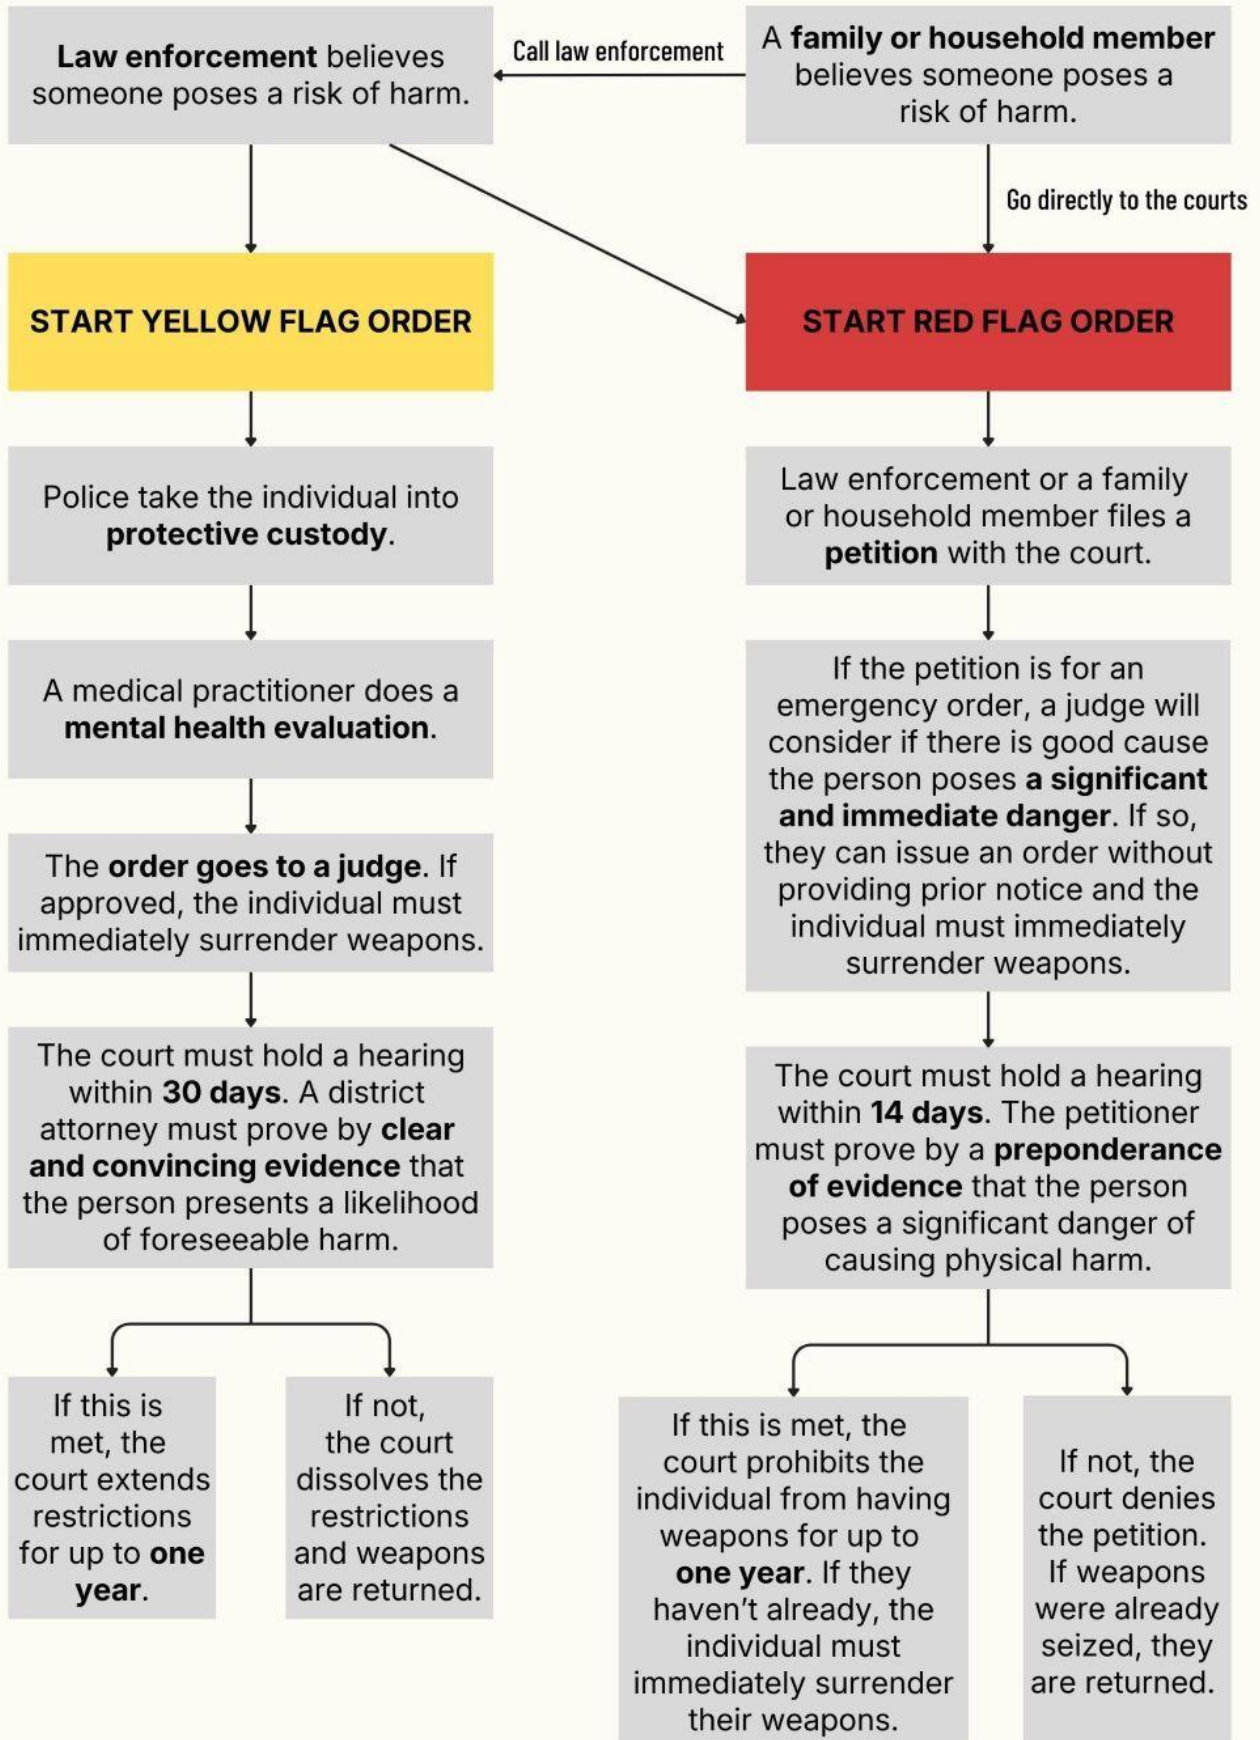 Law enforcement believes
someone poses a risk of harm.
Call law enforcement
A family or household member
believes someone poses a
risk of harm.
Go directly to the courts
START YELLOW FLAG ORDER
Police take the individual into
protective custody.
A medical practitioner does a
mental health evaluation.
The order goes to a judge. If
approved, the individual must
immediately surrender weapons.
The court must hold a hearing
within 30 days. A district
attorney must prove by clear
and convincing evidence that
the person presents a likelihood
of foreseeable harm.
If this is
met, the
court extends
restrictions
for up to one
year.
If not,
the court
dissolves the
restrictions
and weapons
are returned.
START RED FLAG ORDER
Law enforcement or a family
or household member files a
petition with the court.
If the petition is for an
emergency order, a judge will
consider if there is good cause
the person poses a significant
and immediate danger. If so,
they can issue an order without
providing prior notice and the
individual must immediately
surrender weapons.
The court must hold a hearing
within 14 days. The petitioner
must prove by a preponderance
of evidence that the person
poses a significant danger of
causing physical harm.
If this is met, the
court prohibits the
individual from having
weapons for up to
one year. If they
haven't already, the
individual must
immediately surrender
their weapons.
If not, the
court denies
the petition.
If weapons
were already
seized, they
are returned.